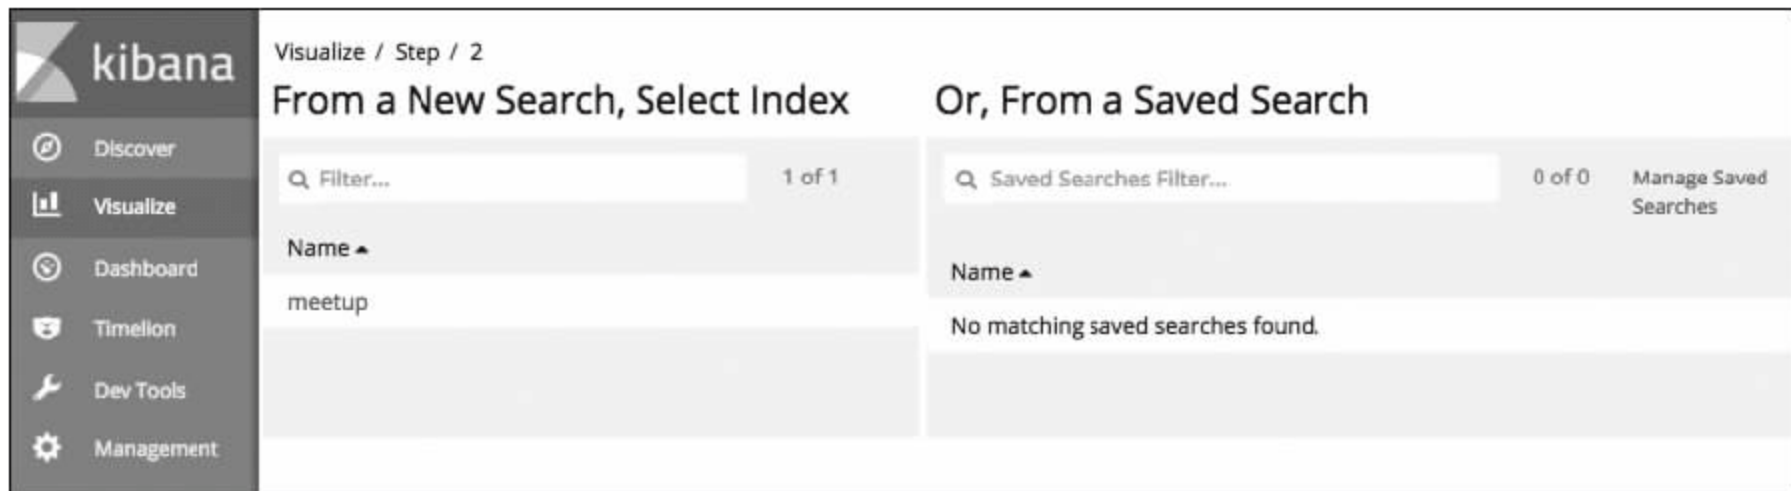 kibana
Discover
Visualize
Dashboard
Timelion
Dev Tools
Management
Visualize / Step / 2
From a New Search, Select Index
Filter...
1 of 1
Name
meetup
Or, From a Saved Search
Saved Searches Filter...
0 of 0
Manage Saved
Searches
Name
No matching saved searches found.